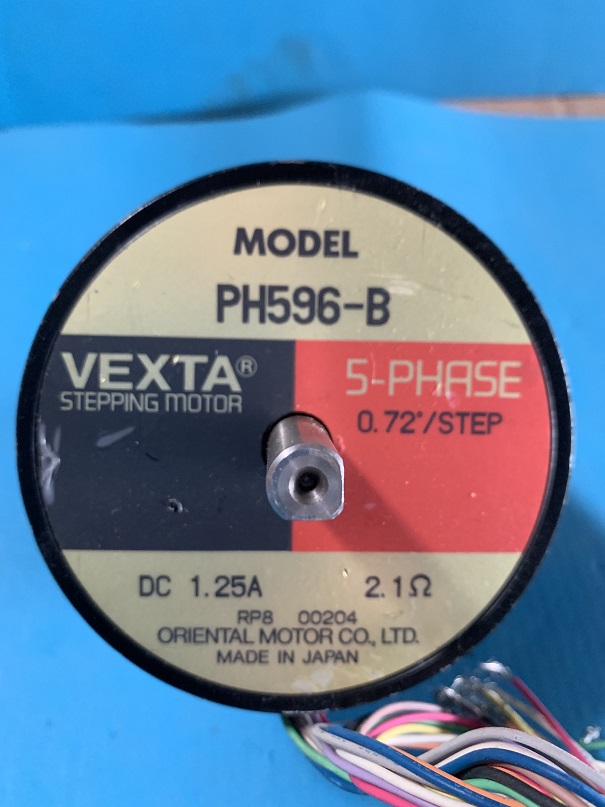 MODEL
PH596-B
VEXTA®
STEPPING MOTOR
5-PHASE
0.72°/STEP
DC 1.25A 2.1Ω
RP8 00204
ORIENTAL MOTOR CO., LTD.
MADE IN JAPAN